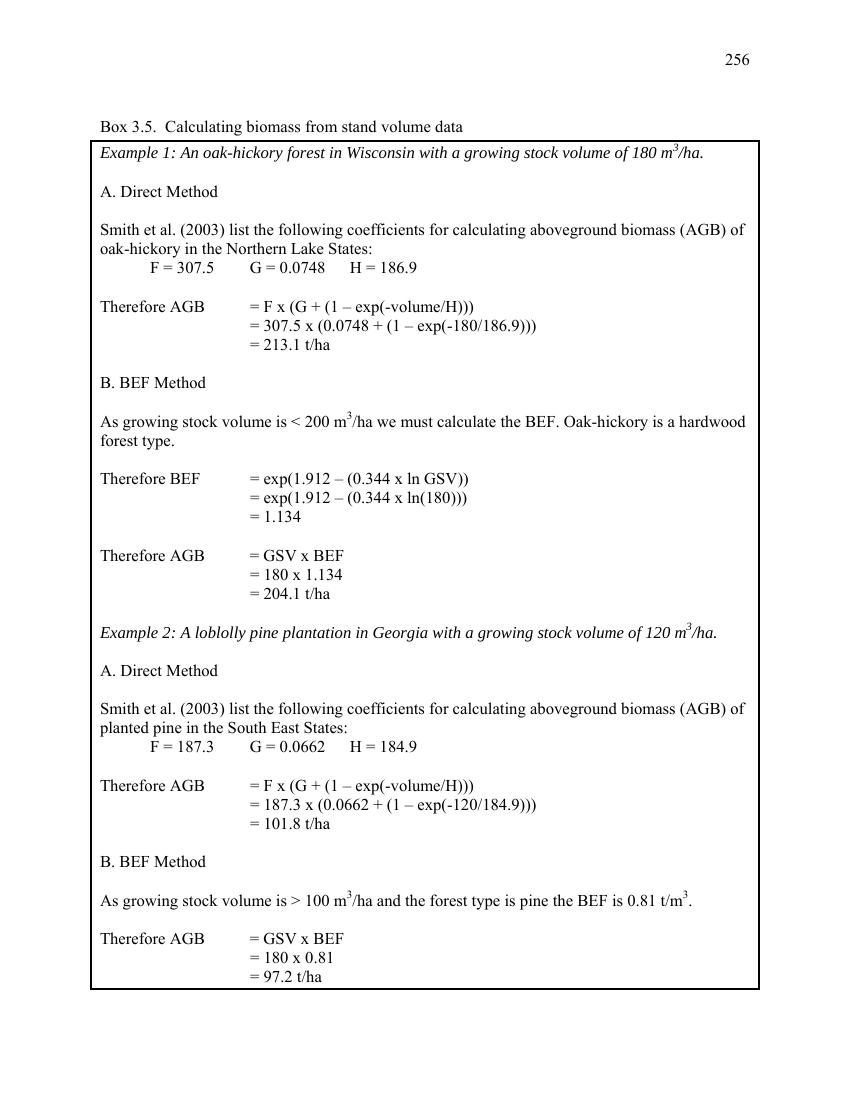 256
Box 3.5.  Calculating biomass from stand volume data
Example 1: An oak-hickory forest in Wisconsin with a growing stock volume of 180 m³/ha.
A. Direct Method
Smith et al. (2003) list the following coefficients for calculating aboveground biomass (AGB) of
oak-hickory in the Northern Lake States:
F = 307.5 G = 0.0748 H = 186.9
Therefore AGB = F x (G + (1 – exp(-volume/H)))
= 307.5 x (0.0748 + (1 – exp(-180/186.9)))
= 213.1 t/ha
B. BEF Method
As growing stock volume is < 200 m³/ha we must calculate the BEF. Oak-hickory is a hardwood
forest type.
Therefore BEF = exp(1.912 – (0.344 x ln GSV))
= exp(1.912 – (0.344 x ln(180)))
= 1.134
Therefore AGB = GSV x BEF
= 180 x 1.134
= 204.1 t/ha
Example 2: A loblolly pine plantation in Georgia with a growing stock volume of 120 m³/ha.
A. Direct Method
Smith et al. (2003) list the following coefficients for calculating aboveground biomass (AGB) of
planted pine in the South East States:
F = 187.3 G = 0.0662 H = 184.9
Therefore AGB = F x (G + (1 – exp(-volume/H)))
= 187.3 x (0.0662 + (1 – exp(-120/184.9)))
= 101.8 t/ha
B. BEF Method
As growing stock volume is > 100 m³/ha and the forest type is pine the BEF is 0.81 t/m³.
Therefore AGB = GSV x BEF
= 180 x 0.81
= 97.2 t/ha